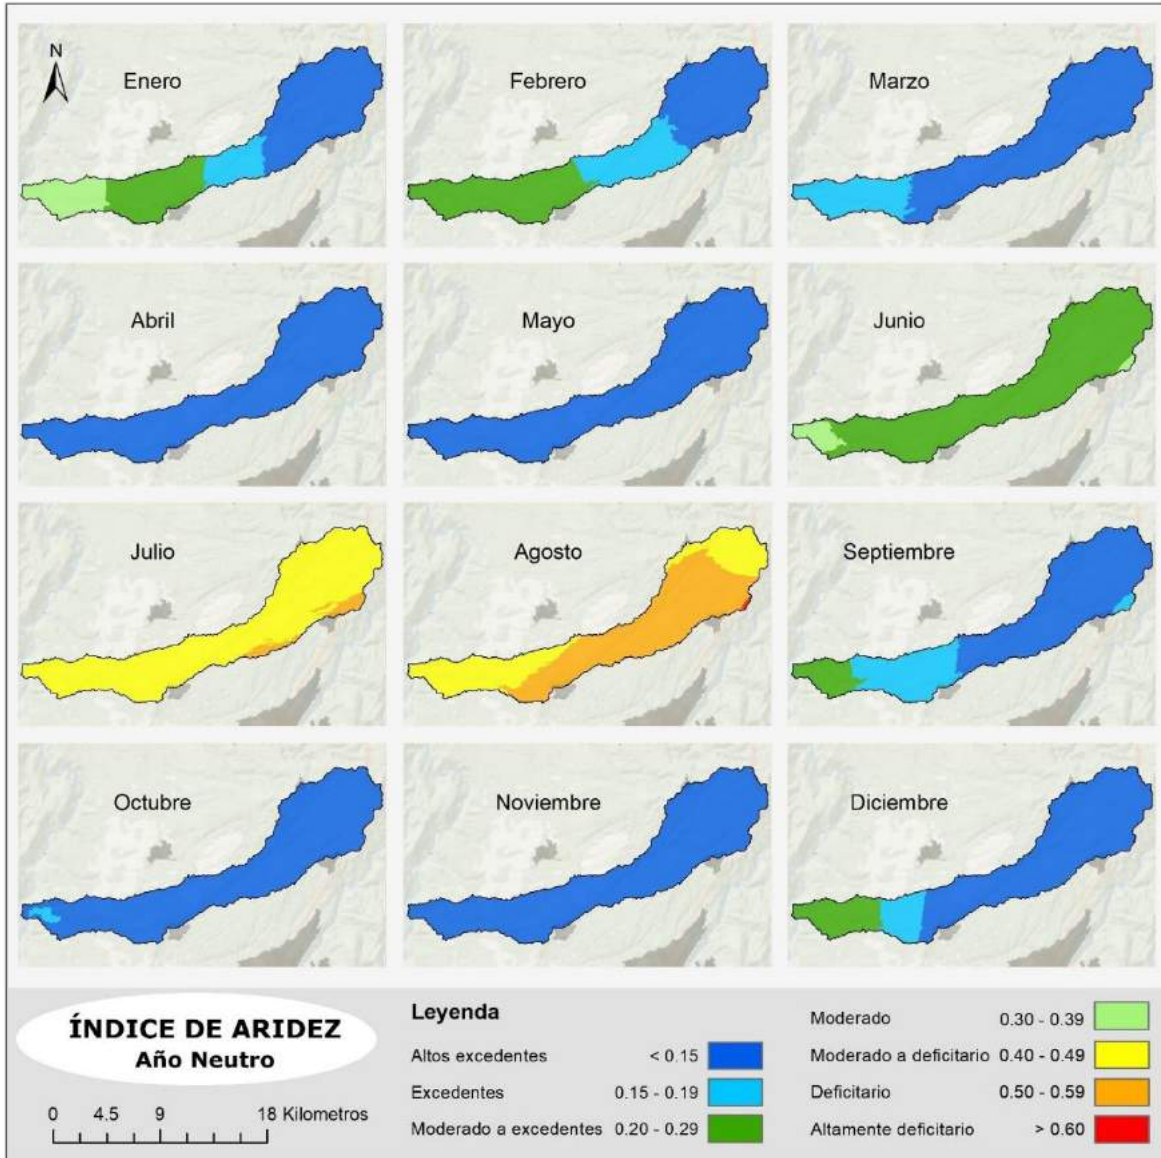 N
Enero
Febrero
Marzo
Abril
Mayo
Junio
Julio
Agosto
Septiembre
Octubre
Noviembre
Diciembre
ÍNDICE DE ARIDEZ
Año Neutro
0 4.5 9 18 Kilometros
Leyenda
Altos excedentes < 0.15
Excedentes 0.15 - 0.19
Moderado a excedentes 0.20 - 0.29
Moderado 0.30 - 0.39
Moderado a deficitario 0.40 - 0.49
Deficitario 0.50 - 0.59
Altamente deficitario > 0.60